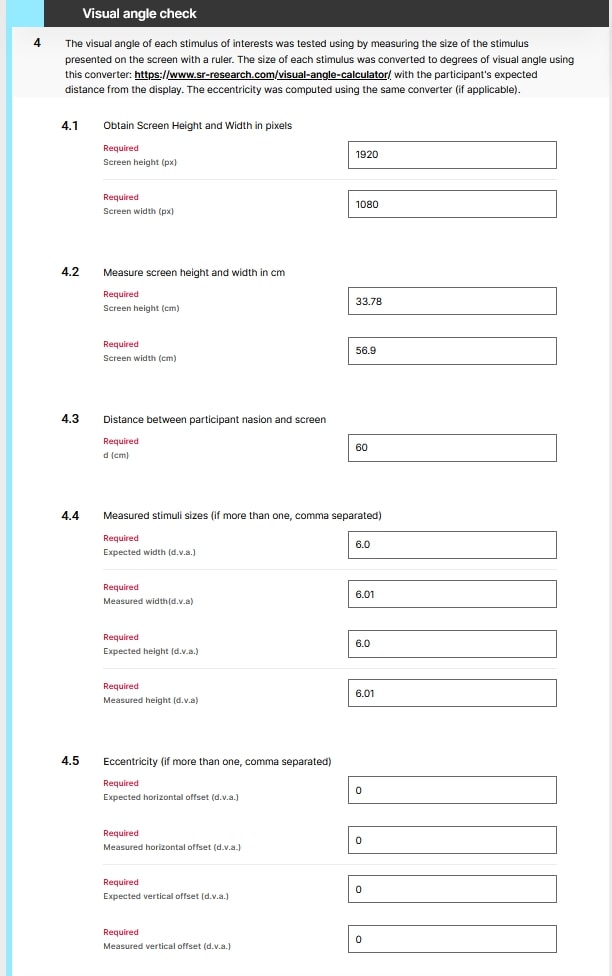 Visual angle check
4 The visual angle of each stimulus of interests was tested using by measuring the size of the stimulus
presented on the screen with a ruler. The size of each stimulus was converted to degrees of visual angle using
this converter: https://www.sr-research.com/visual-angle-calculator/ with the participant's expected
distance from the display. The eccentricity was computed using the same converter (if applicable).
4.1 Obtain Screen Height and Width in pixels
Required
Screen height (px) 1920
Required
Screen width (px) 1080
4.2 Measure screen height and width in cm
Required
Screen height (cm) 33.78
Required
Screen width (cm) 56.9
4.3 Distance between participant nasion and screen
Required
d (cm) 60
4.4 Measured stimuli sizes (if more than one, comma separated)
Required
Expected width (d.v.a.) 6.0
Required
Measured width(d.v.a) 6.01
Required
Expected height (d.v.a.) 6.0
Required
Measured height (d.v.a) 6.01
4.5 Eccentricity (if more than one, comma separated)
Required
Expected horizontal offset (d.v.a.) 0
Required
Measured horizontal offset (d.v.a.) 0
Required
Expected vertical offset (d.v.a.) 0
Required
Measured vertical offset (d.v.a.) 0